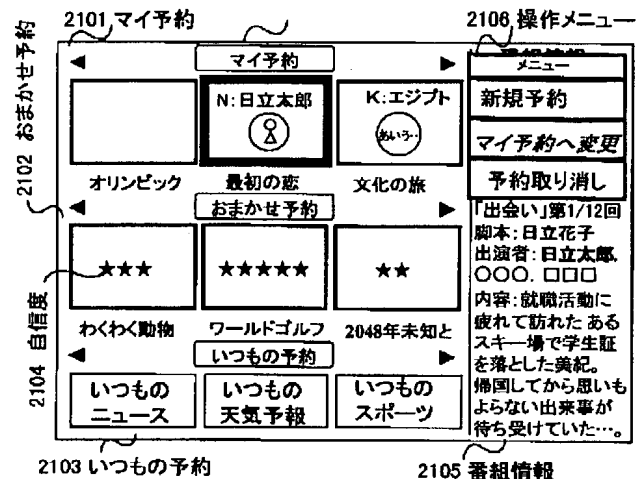 2101 マイ予約
2106 操作メニュー
マイ予約
メニュー
N:日立太郎
K:エジプト
あいう‥
新規予約
マイ予約へ変更
予約取り消し
オリンピック
最初の恋
文化の旅
2102 おまかせ予約
おまかせ予約
★★★
★★★★★
★★
わくわく動物
ワールドゴルフ
2048年未知と
2104 自信度
いつもの予約
いつもの
ニュース
いつもの
天気予報
いつもの
スポーツ
「出会い」第1/12回
脚本:日立花子
出演者:日立太郎,
〇〇〇, □□□
内容:就職活動に
疲れて訪れた ある
スキー場で学生証
を落とした美紀。
帰国してから思いも
よらない出来事が
待ち受けていた…。
2103 いつもの予約
2105 番組情報